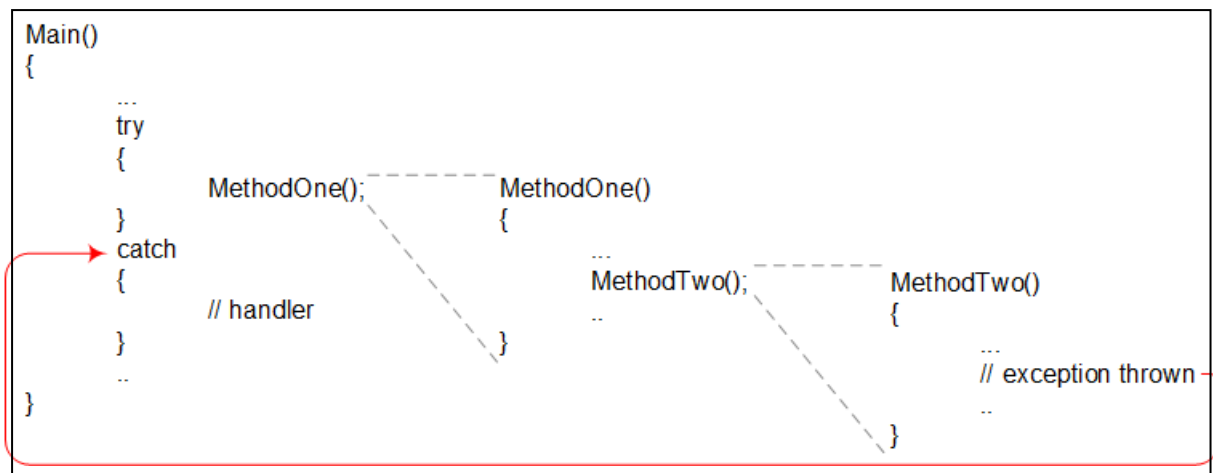 Main()
{
...
try
{
MethodOne();
}
catch
{
// handler
}
..
}
MethodOne()
{
...
MethodTwo();
..
}
MethodTwo()
{
...
// exception thrown
..
}